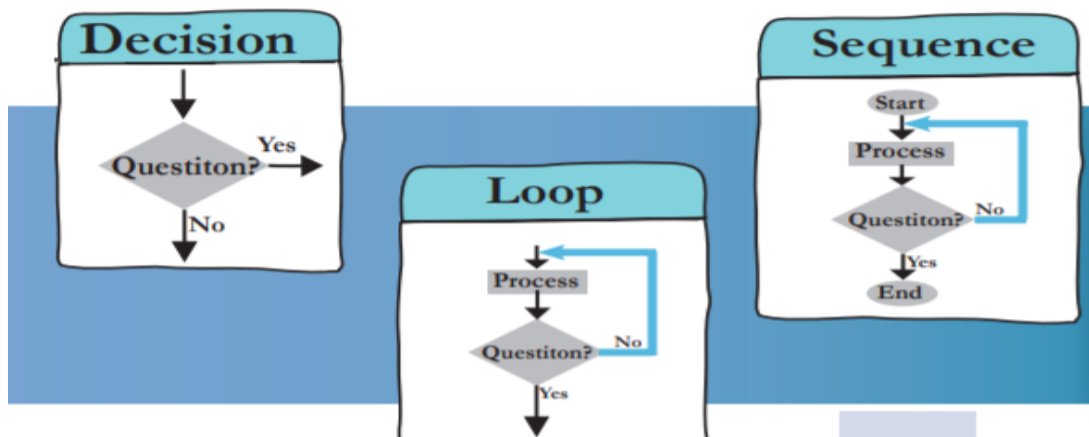 Decision
Yes
Questiton?
No
Loop
Process
Questiton?
No
Yes
Sequence
Start
Process
Questiton?
No
Yes
End